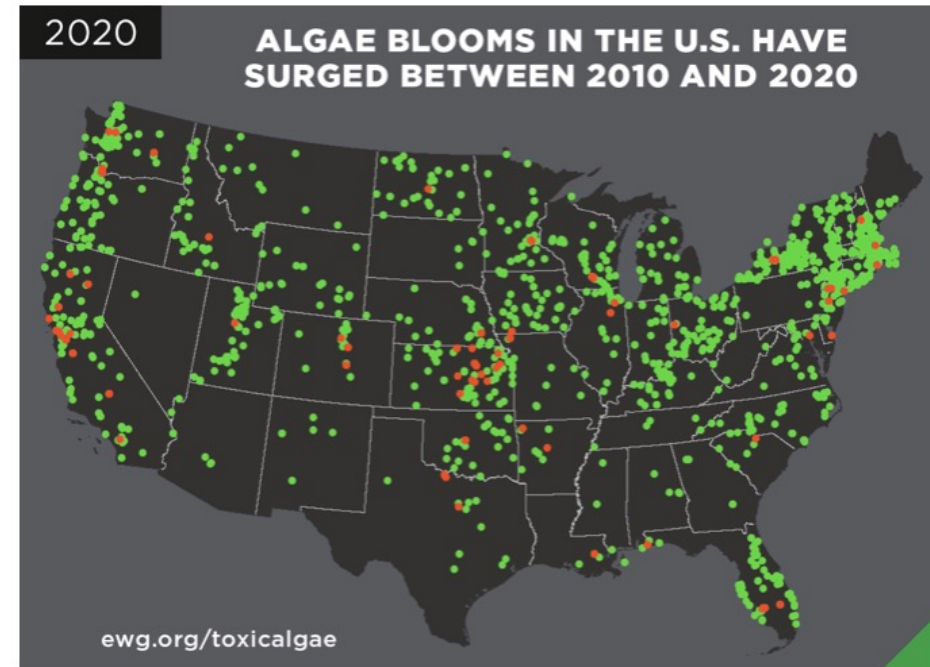 2020
ALGAE BLOOMS IN THE U.S. HAVE
SURGED BETWEEN 2010 AND 2020
ewg.org/toxicalgae